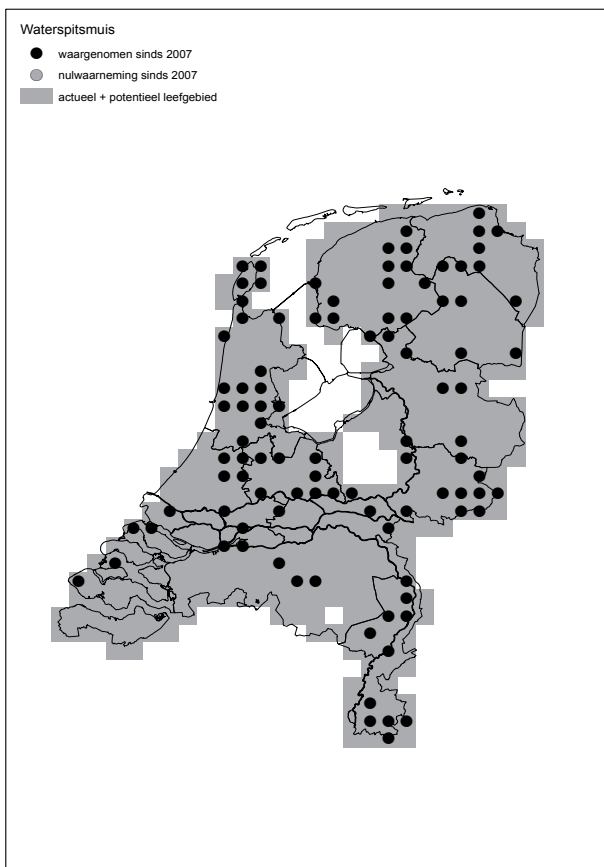 Waterspitsmuis
waargenomen sinds 2007
nulwaarneming sinds 2007
actueel + potentieel leefgebied